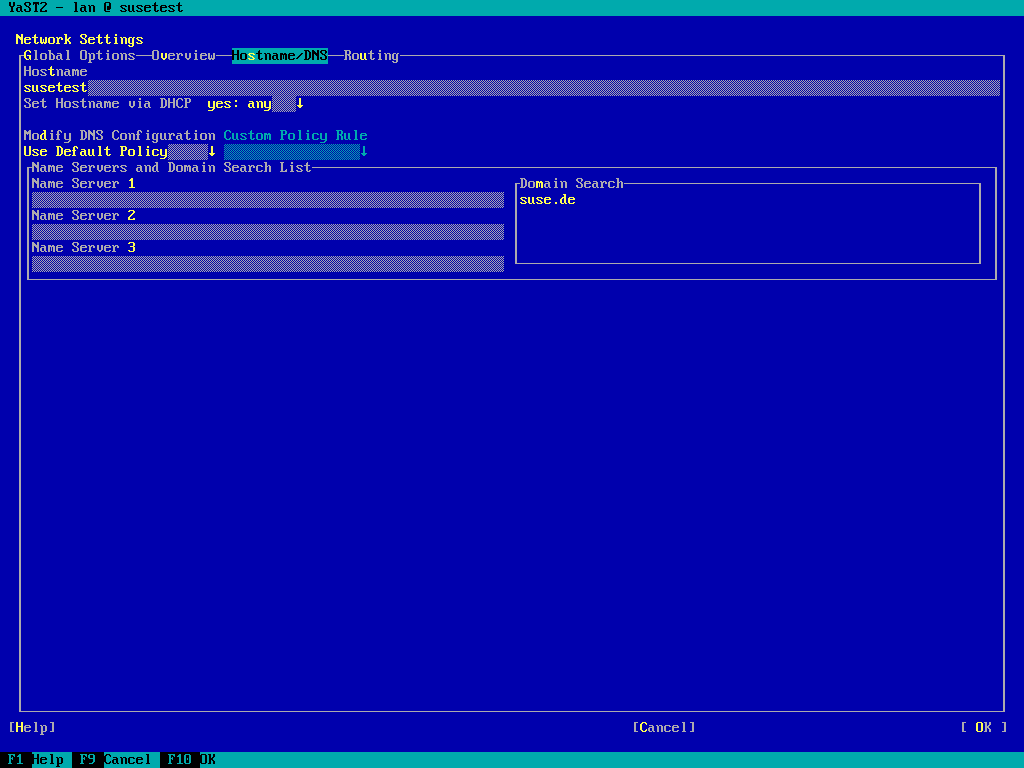 YaST2 - lan @ susetest
Network Settings
Global Options—Overview—Hostname/DNS—Routing
Hostname
susetest
Set Hostname via DHCP yes: any ↓
Modify DNS Configuration Custom Policy Rule
Use Default Policy ↓ ↓
Name Servers and Domain Search List
Name Server 1
Name Server 2
Name Server 3
Domain Search
suse.de
[Help] [Cancel] [ OK ]
F1 Help F9 Cancel F10 OK